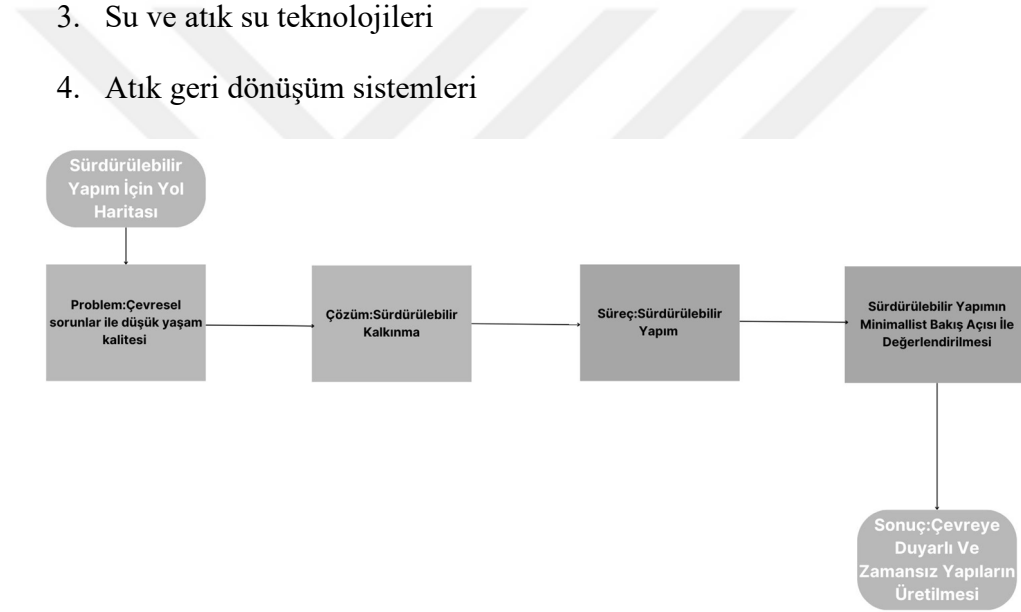 3. Su ve atık su teknolojileri
4. Atık geri dönüşüm sistemleri
Sürdürülebilir
Yapım İçin Yol
Haritası
Problem:Çevresel
sorunlar ile düşük yaşam
kalitesi
Çözüm:Sürdürülebilir
Kalkınma
Süreç:Sürdürülebilir
Yapım
Sürdürülebilir Yapımın
Minimallist Bakış Açısı İle
Değerlendirilmesi
Sonuç:Çevreye
Duyarlı Ve
Zamansız Yapıların
Üretilmesi